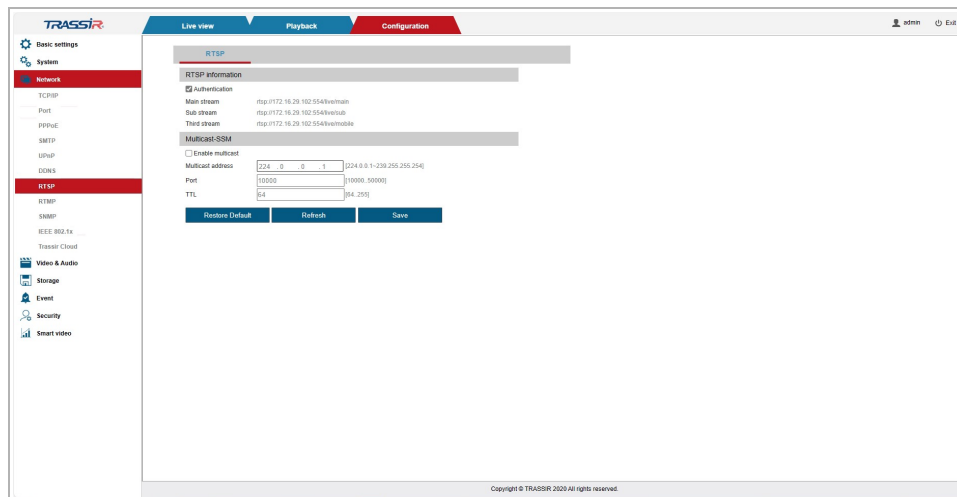 TRASSIR
Live view Playback Configuration admin Exit
Basic settings
System
Network
TCP/IP
Port
PPPoE
SMTP
UPnP
DDNS
RTSP
RTMP
SNMP
IEEE 802.1x
Trassir Cloud
Video & Audio
Storage
Event
Security
Smart video
RTSP
RTSP information
Authentication
Main stream rtsp://172.16.29.102:554/live/main
Sub stream rtsp://172.16.29.102:554/live/sub
Third stream rtsp://172.16.29.102:554/live/mobile
Multicast-SSM
Enable multicast
Multicast address 224 . 0 . 0 . 1 [224.0.0.1~239.255.255.254]
Port 10000 [10000..50000]
TTL 64 [64..255]
Restore Default Refresh Save
Copyright © TRASSIR 2020 All rights reserved.